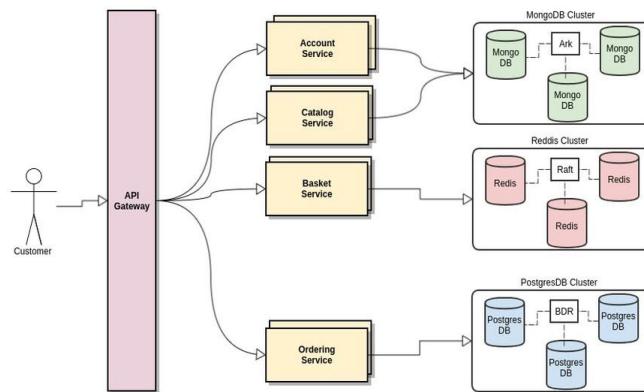 MongoDB Cluster
Account
Service
Mongo
DB
Ark
Mongo
DB
Mongo
DB
Catalog
Service
Reddis Cluster
Basket
Service
Redis
Raft
Redis
Redis
API
Gateway
Customer
PostgresDB Cluster
Postgres
DB
BDR
Postgres
DB
Postgres
DB
Ordering
Service